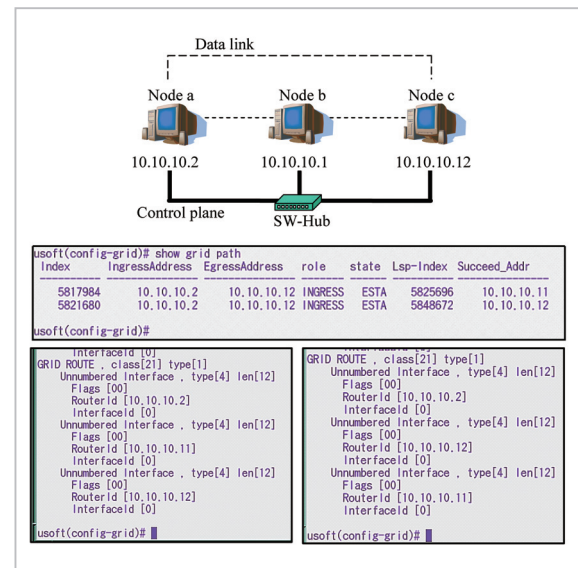 Data link
Node a Node b Node c
10.10.10.2 10.10.10.1 10.10.10.12
Control plane
SW-Hub
usoft(config-grid)# show grid path
Index IngressAddress EgressAddress role state Lsp-Index Succeed_Addr
5817984 10.10.10.2 10.10.10.12 INGRESS ESTA 5825696 10.10.10.11
5821680 10.10.10.2 10.10.10.12 INGRESS ESTA 5848672 10.10.10.12
usoft(config-grid)#
InterfaceId [0]
GRID ROUTE , class[21] type[1]
Unnumbered Interface , type[4] len[12]
Flags [00]
RouterId [10.10.10.2]
InterfaceId [0]
Unnumbered Interface , type[4] len[12]
Flags [00]
RouterId [10.10.10.11]
InterfaceId [0]
Unnumbered Interface , type[4] len[12]
Flags [00]
RouterId [10.10.10.12]
InterfaceId [0]
usoft(config-grid)#
GRID ROUTE , class[21] type[1]
Unnumbered Interface , type[4] len[12]
Flags [00]
RouterId [10.10.10.2]
InterfaceId [0]
Unnumbered Interface , type[4] len[12]
Flags [00]
RouterId [10.10.10.12]
InterfaceId [0]
Unnumbered Interface , type[4] len[12]
Flags [00]
RouterId [10.10.10.11]
InterfaceId [0]
usoft(config-grid)#